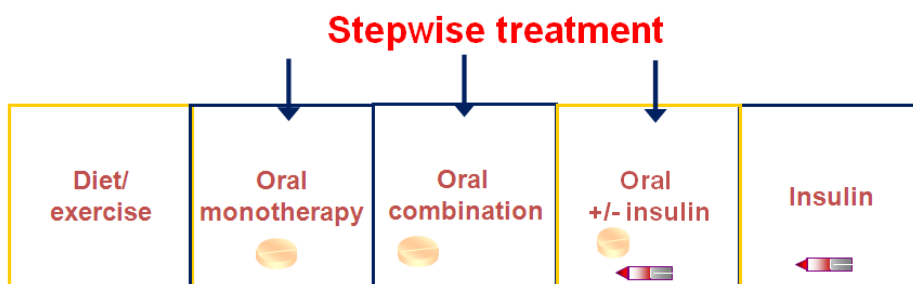 Stepwise treatment
Diet/
exercise
Oral
monotherapy
Oral
combination
Oral
+/- insulin
Insulin